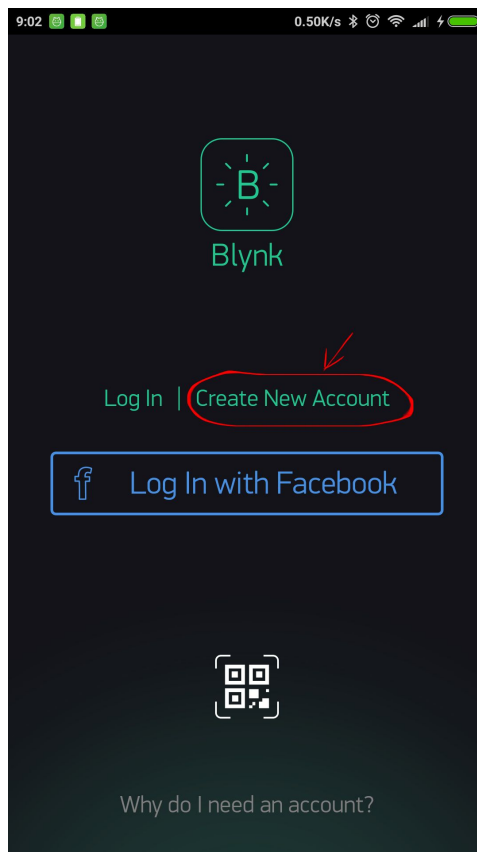 9:02 0.50K/s
B
Blynk
Log In | Create New Account
f Log In with Facebook
Why do I need an account?